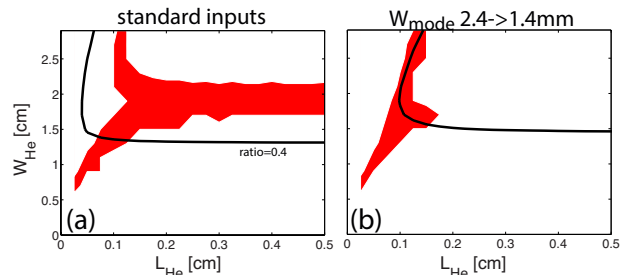 standard inputs
W_mode 2.4->1.4mm
W_He [cm]
2.5
2
1.5
1
0.5
0
ratio=0.4
(a)
(b)
0 0.1 0.2 0.3 0.4 0.5
0 0.1 0.2 0.3 0.4 0.5
L_He [cm]
L_He [cm]